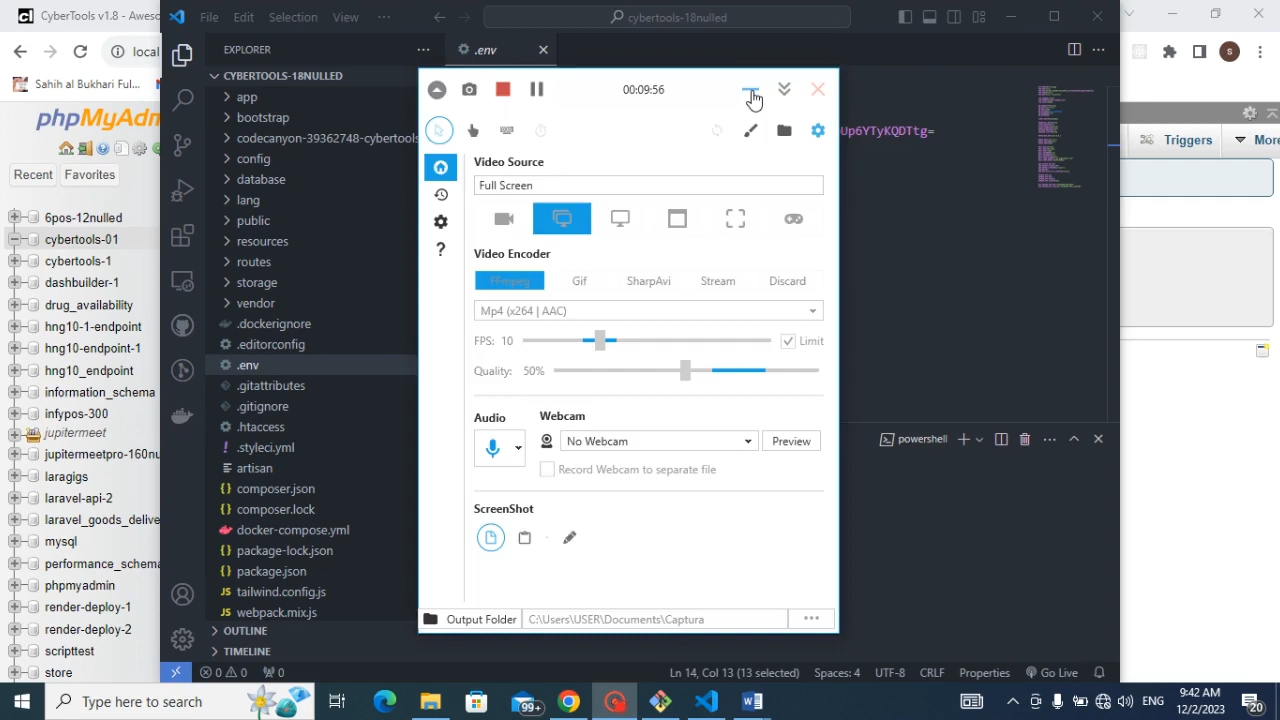 CyberTools v1.8 - Aweso
File Edit Selection View ···
cybertools-18nulled
local
s
Sahih al Bukhari Ful...
EXPLORER
.env
CYBERTOOLS-18NULLED
phpMyAdm
Recent Favorites
6pos-12nulled
cybertools-01
cybertools-1
dashbuilder-1
drug_availability
hng10-1-endpoint
hng10-endpoint-1
hng10_endpoint
information_schema
infypos-300
jupitermeet
jupitermeetpro-160nu
laragigs
laravel-api-2
laravel_goods_delive
mysql
performance_schema
phpmyadmin
render-deploy-1
render-deploy-2
scripttest
store
app
bootstrap
codecanyon-39362286-cybertools
config
database
lang
public
resources
routes
storage
vendor
.dockerignore
.editorconfig
.env
.gitattributes
.gitignore
.htaccess
.styleci.yml
artisan
composer.json
composer.lock
docker-compose.yml
package-lock.json
package.json
tailwind.config.js
webpack.mix.js
OUTLINE
TIMELINE
00:09:56
Video Source
Full Screen
Video Encoder
FFmpeg Gif SharpAvi Stream Discard
Mp4 (x264 | AAC)
FPS: 10 Limit
Quality: 50%
Audio Webcam
No Webcam Preview
Record Webcam to separate file
ScreenShot
Output Folder C:\Users\USER\Documents\Captura ···
Up6YTyKQDTtg=
Triggers More
powershell
0 0 0
Ln 14, Col 13 (13 selected) Spaces: 4 UTF-8 CRLF Properties Go Live
Type here to search
99+
ENG
9:42 AM
12/2/2023
20